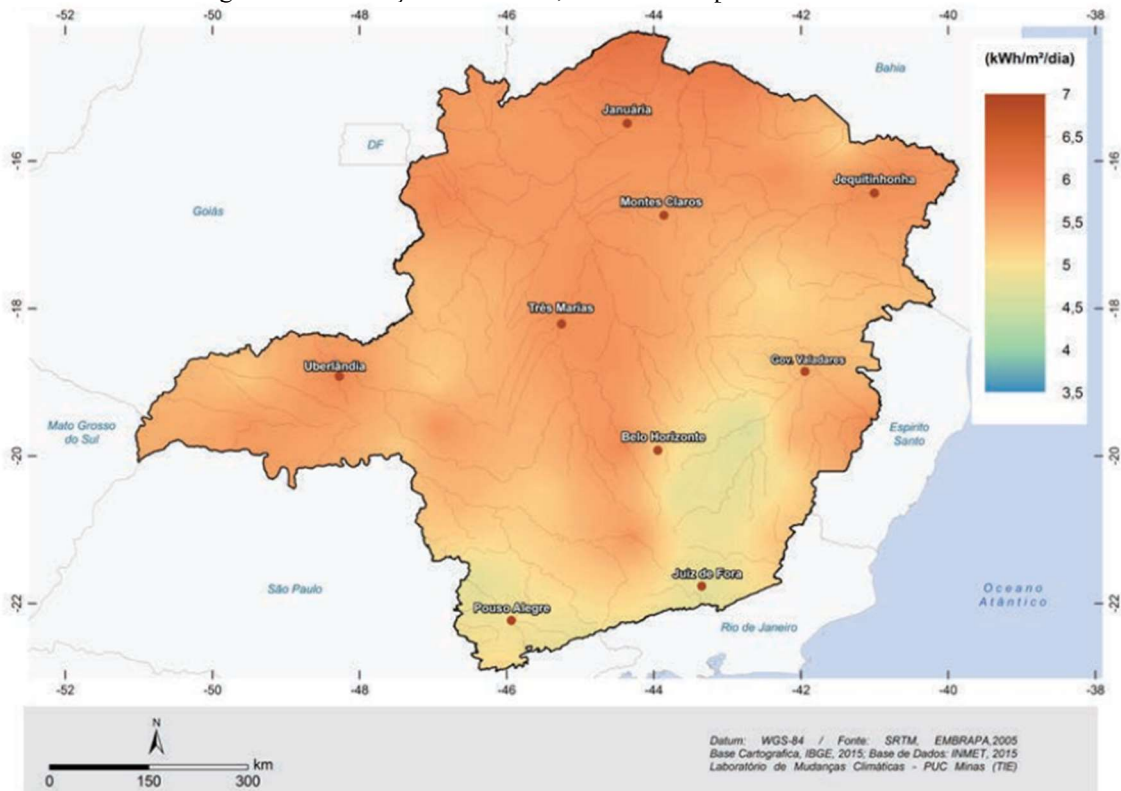 -52 -50 -48 -46 -44 -42 -40 -38
(kWh/m²/dia)
Bahia
7
Januária
6,5
DF
-16 -16
6
Jequitinhonha
Montes Claros
Goiás
5,5
5
Três Marias
-18 4,5 -18
Gov. Valadares
4
Uberlândia
3,5
Mato Grosso
do Sul
Belo Horizonte
Espirito
Santo
-20 -20
Juiz de Fora
São Paulo
Oceano
Atântico
-22 -22
Pouso Alegre
Rio de Janeiro
-52 -50 -48 -46 -44 -42 -40 -38
N
km
0 150 300
Datum: WGS-84 / Fonte: SRTM, EMBRAPA,2005
Base Cartografica, IBGE, 2015; Base de Dados: INMET, 2015
Laboratório de Mudanças Climáticas - PUC Minas (TIE)